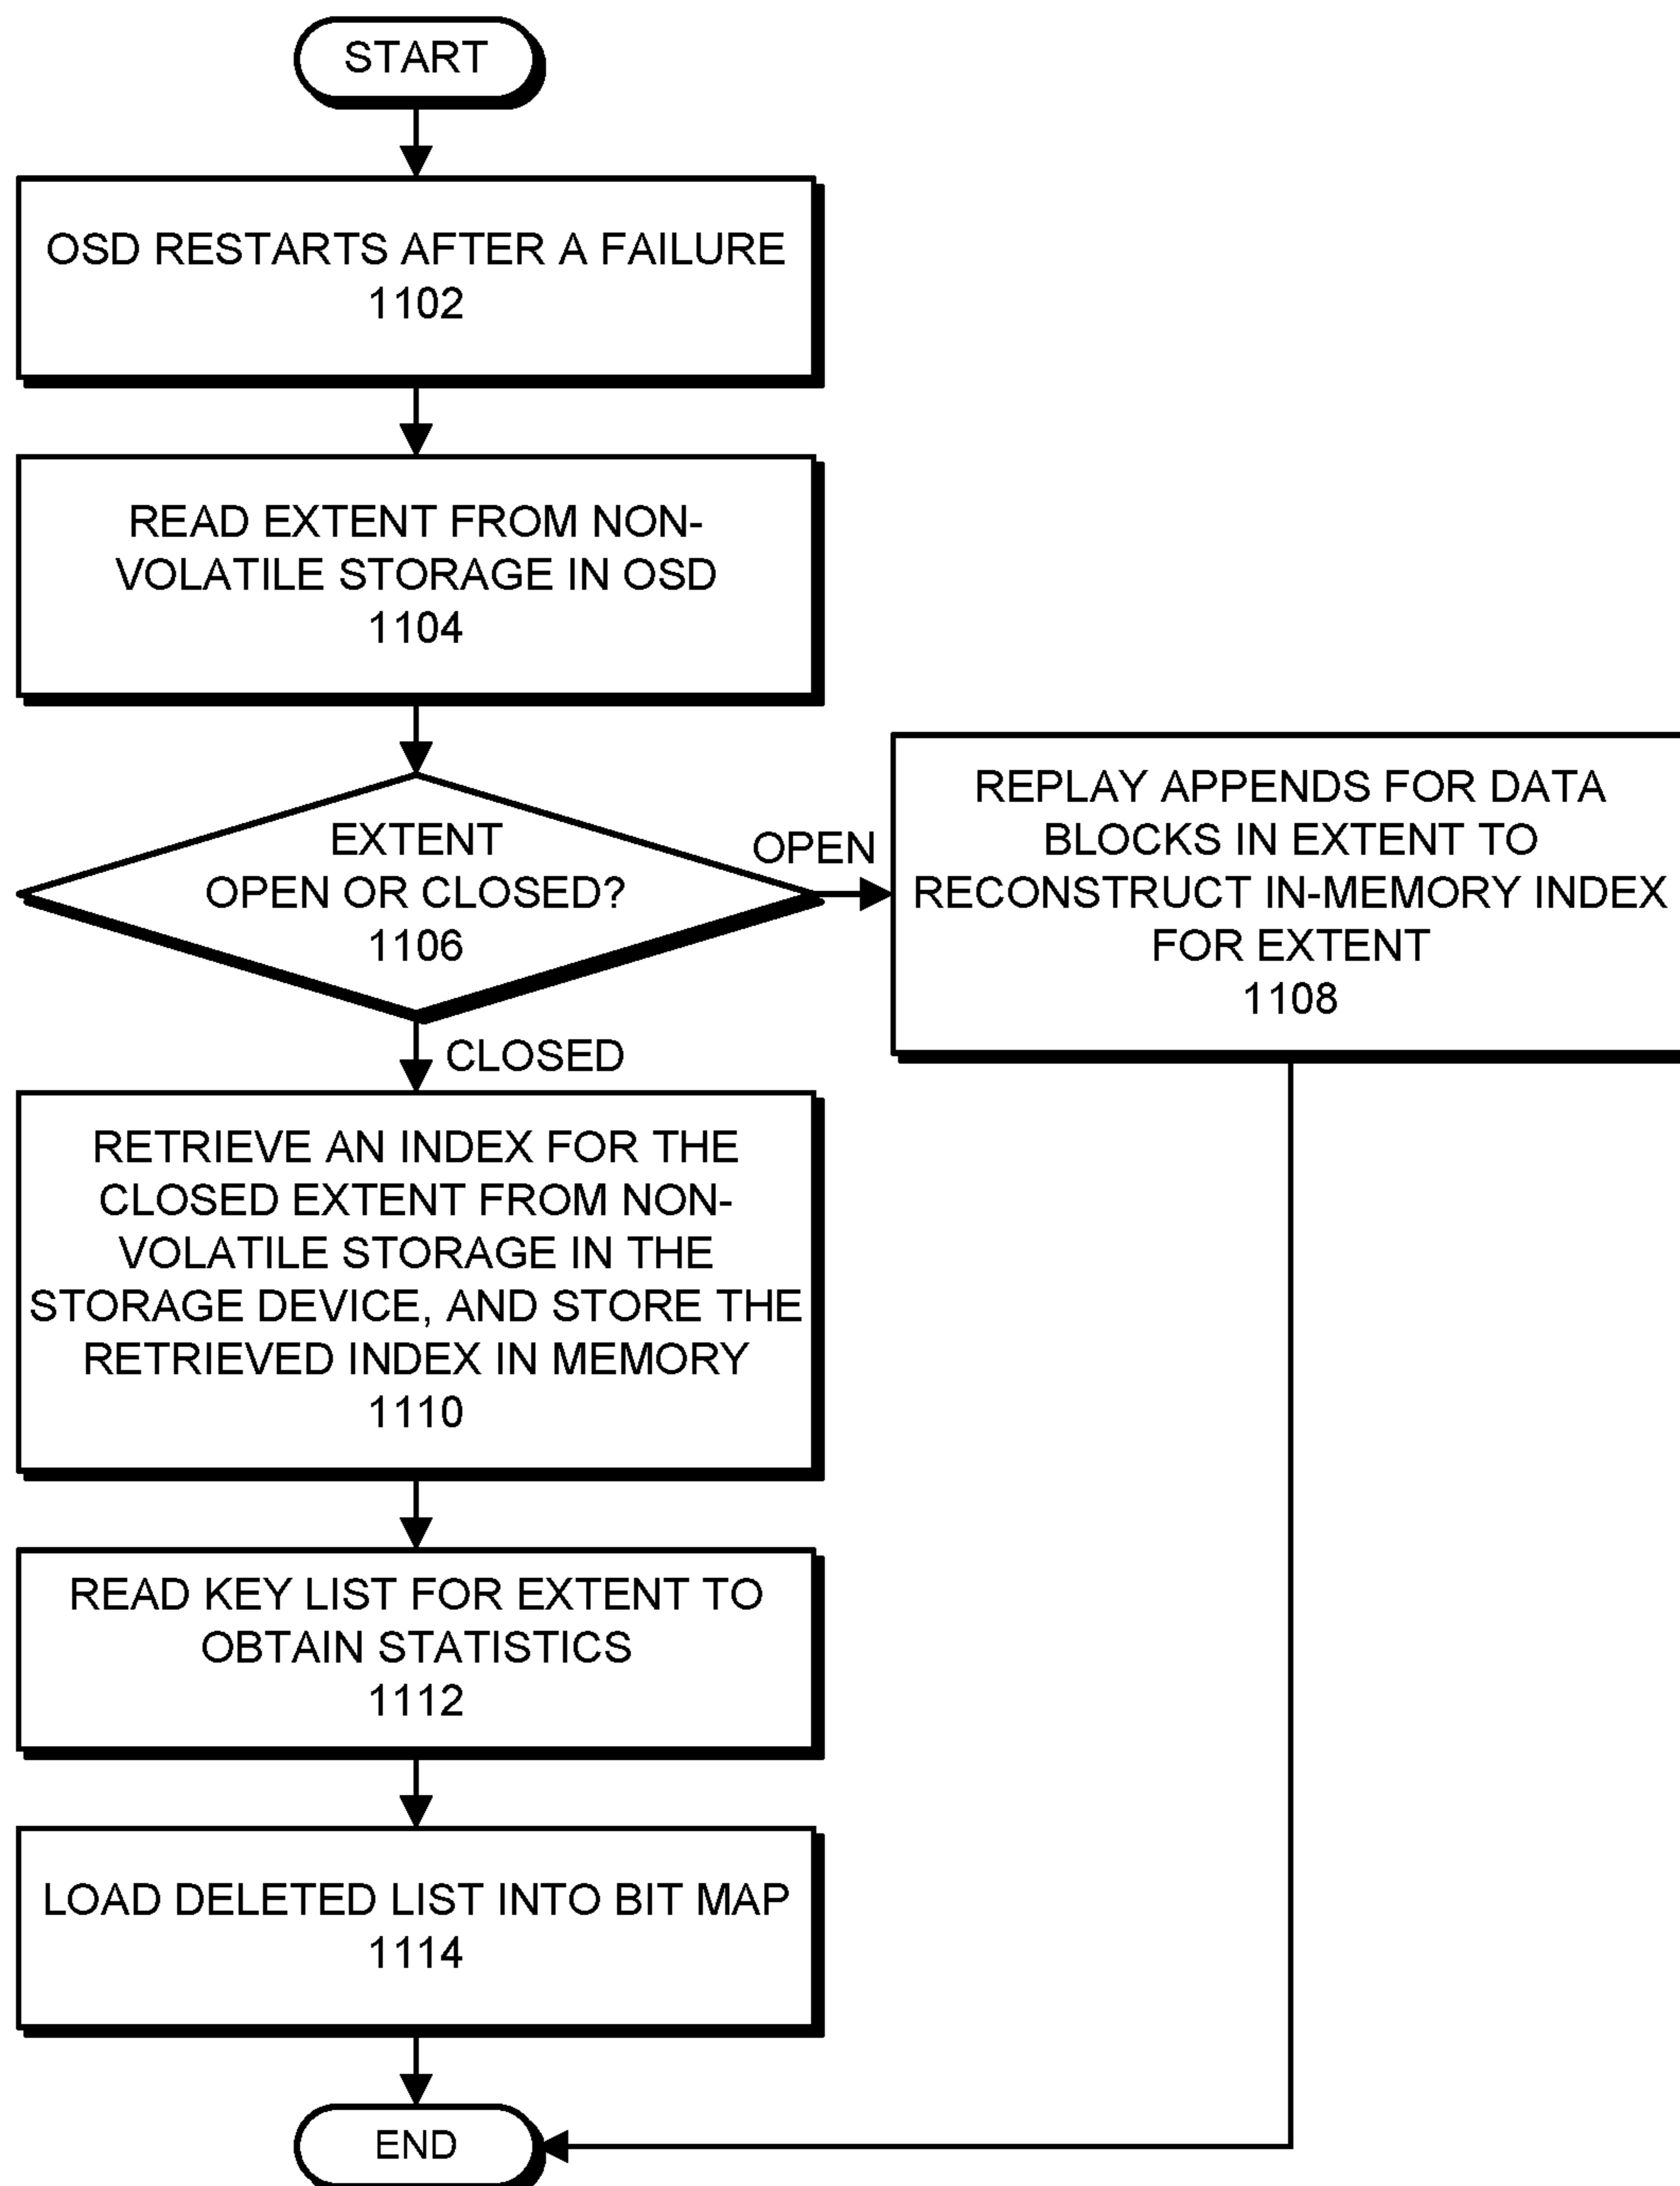 START
OSD RESTARTS AFTER A FAILURE
1102
READ EXTENT FROM NON-
VOLATILE STORAGE IN OSD
1104
EXTENT
OPEN OR CLOSED?
1106
OPEN
REPLAY APPENDS FOR DATA
BLOCKS IN EXTENT TO
RECONSTRUCT IN-MEMORY INDEX
FOR EXTENT
1108
CLOSED
RETRIEVE AN INDEX FOR THE
CLOSED EXTENT FROM NON-
VOLATILE STORAGE IN THE
STORAGE DEVICE, AND STORE THE
RETRIEVED INDEX IN MEMORY
1110
READ KEY LIST FOR EXTENT TO
OBTAIN STATISTICS
1112
LOAD DELETED LIST INTO BIT MAP
1114
END